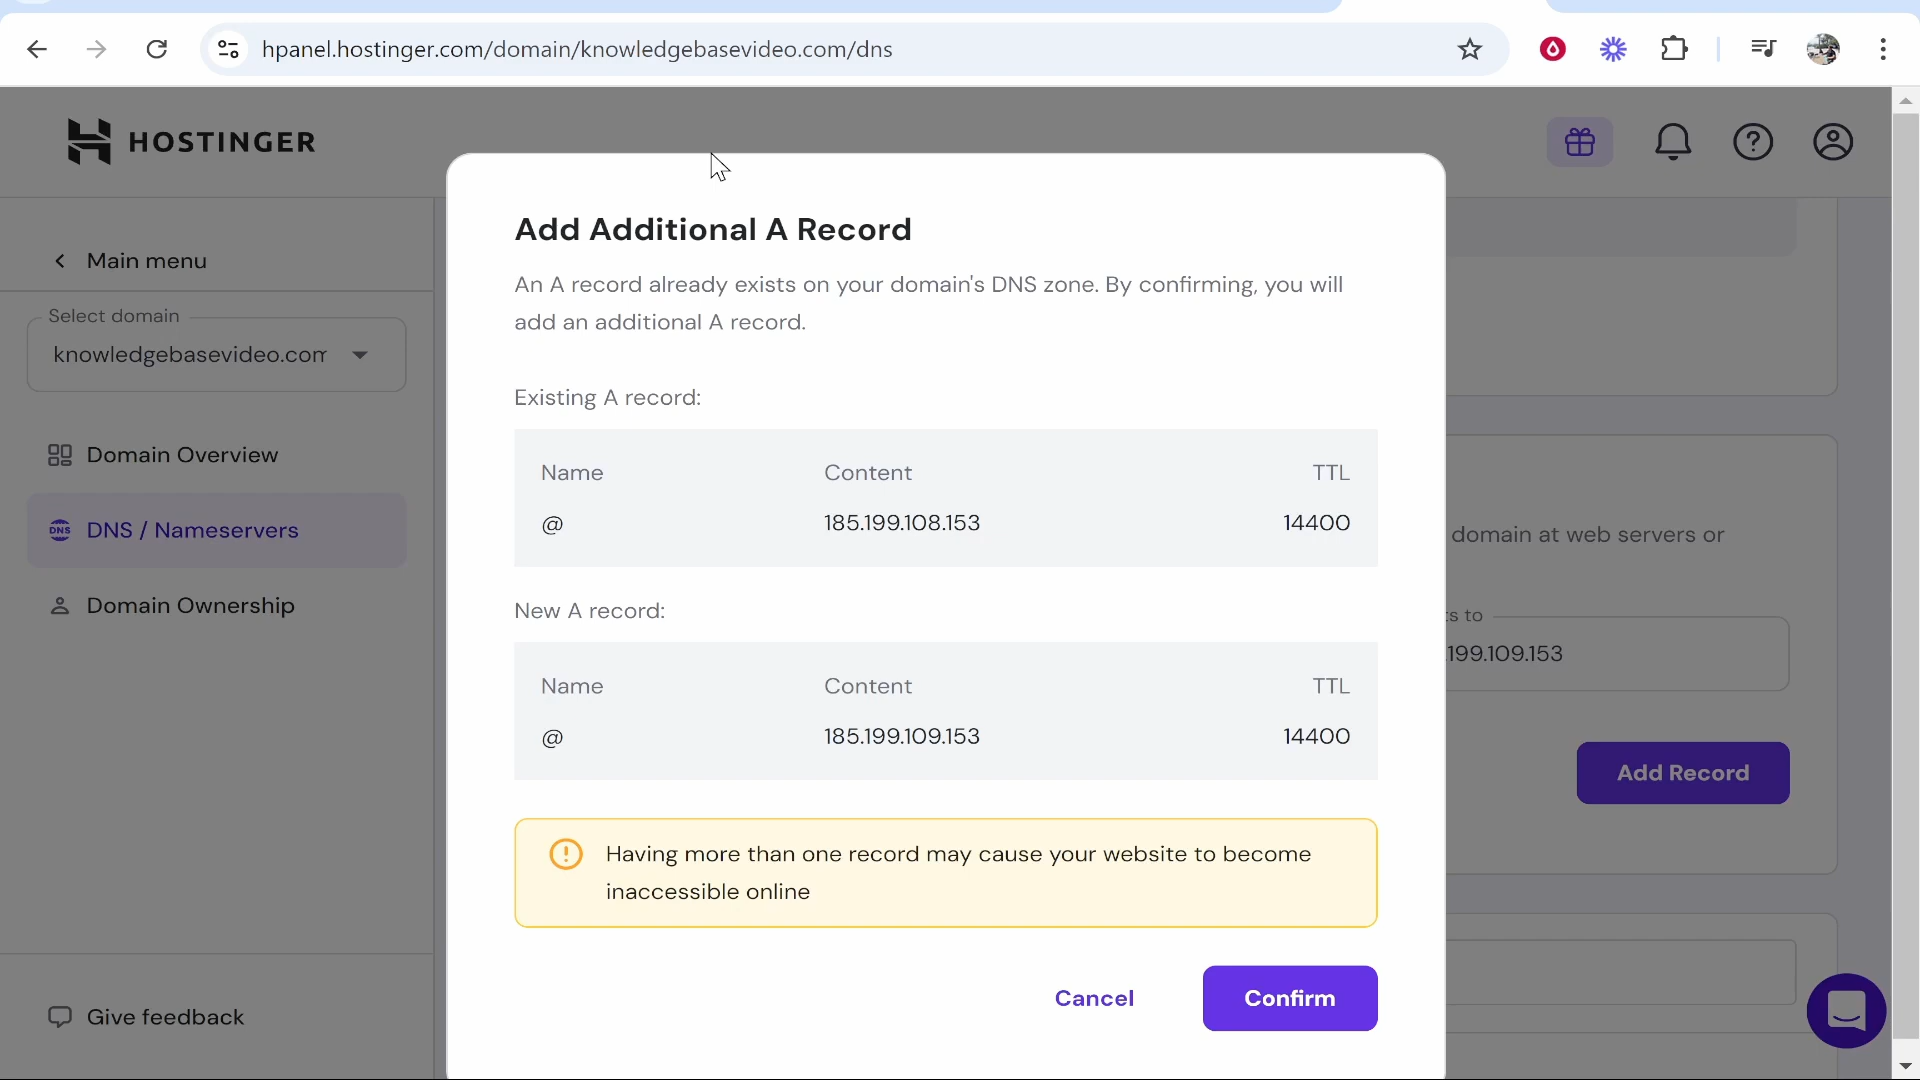 hpanel.hostinger.com/domain/knowledgebasevideo.com/dns
HOSTINGER
Main menu
Select domain
knowledgebasevideo.com
Domain Overview
DNS DNS / Nameservers
Domain Ownership
Give feedback
Add Additional A Record
An A record already exists on your domain's DNS zone. By confirming, you will
add an additional A record.
Existing A record:
Name Content TTL
@ 185.199.108.153 14400
New A record:
Name Content TTL
@ 185.199.109.153 14400
Having more than one record may cause your website to become
inaccessible online
Cancel Confirm
domain at web servers or
ts to
.199.109.153
Add Record